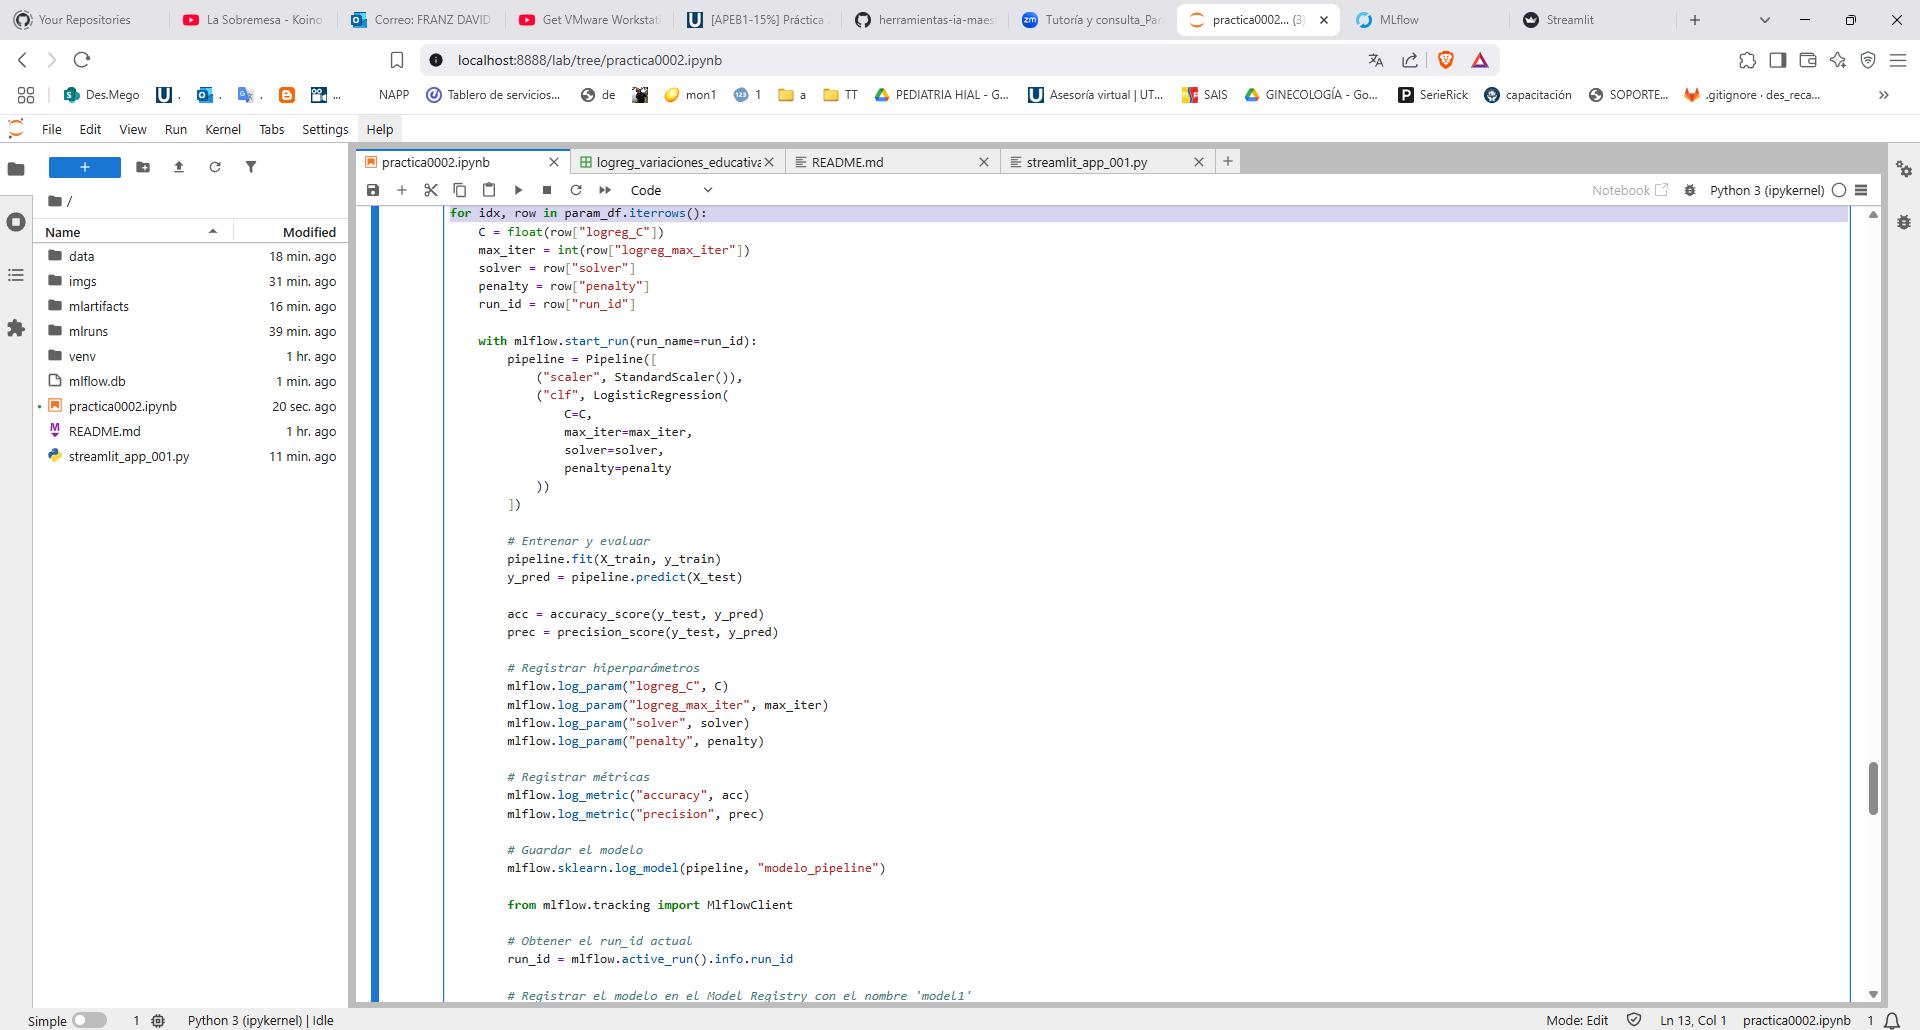 Your Repositories
La Sobremesa - Koino
Correo: FRANZ DAVID
Get VMware Workstat
[APEB1-15%] Práctica
herramientas-ia-maes
Tutoría y consulta_Par
practica0002... (3)
MLflow
Streamlit
localhost:8888/lab/tree/practica0002.ipynb
Des.Mego
.
.
.
...
NAPP
Tablero de servicios...
de
mon1
1
a
TT
PEDIATRIA HIAL - G...
Asesoría virtual | UT...
SAIS
GINECOLOGÍA - Go...
SerieRick
capacitación
SOPORTE...
.gitignore · des_reca...
File Edit View Run Kernel Tabs Settings Help
practica0002.ipynb
logreg_variaciones_educativa
README.md
streamlit_app_001.py
Code
Notebook
Python 3 (ipykernel)
/
Name Modified
data 18 min. ago
imgs 31 min. ago
mlartifacts 16 min. ago
mlruns 39 min. ago
venv 1 hr. ago
mlflow.db 1 min. ago
practica0002.ipynb 20 sec. ago
README.md 1 hr. ago
streamlit_app_001.py 11 min. ago
for idx, row in param_df.iterrows():
    C = float(row["logreg_C"])
    max_iter = int(row["logreg_max_iter"])
    solver = row["solver"]
    penalty = row["penalty"]
    run_id = row["run_id"]
    with mlflow.start_run(run_name=run_id):
        pipeline = Pipeline([
            ("scaler", StandardScaler()),
            ("clf", LogisticRegression(
                C=C,
                max_iter=max_iter,
                solver=solver,
                penalty=penalty
            ))
        ])
        # Entrenar y evaluar
        pipeline.fit(X_train, y_train)
        y_pred = pipeline.predict(X_test)
        acc = accuracy_score(y_test, y_pred)
        prec = precision_score(y_test, y_pred)
        # Registrar hiperparámetros
        mlflow.log_param("logreg_C", C)
        mlflow.log_param("logreg_max_iter", max_iter)
        mlflow.log_param("solver", solver)
        mlflow.log_param("penalty", penalty)
        # Registrar métricas
        mlflow.log_metric("accuracy", acc)
        mlflow.log_metric("precision", prec)
        # Guardar el modelo
        mlflow.sklearn.log_model(pipeline, "modelo_pipeline")
        from mlflow.tracking import MlflowClient
        # Obtener el run_id actual
        run_id = mlflow.active_run().info.run_id
        # Registrar el modelo en el Model Registry con el nombre 'model1'
Simple
1
Python 3 (ipykernel) | Idle
Mode: Edit
Ln 13, Col 1
practica0002.ipynb
1